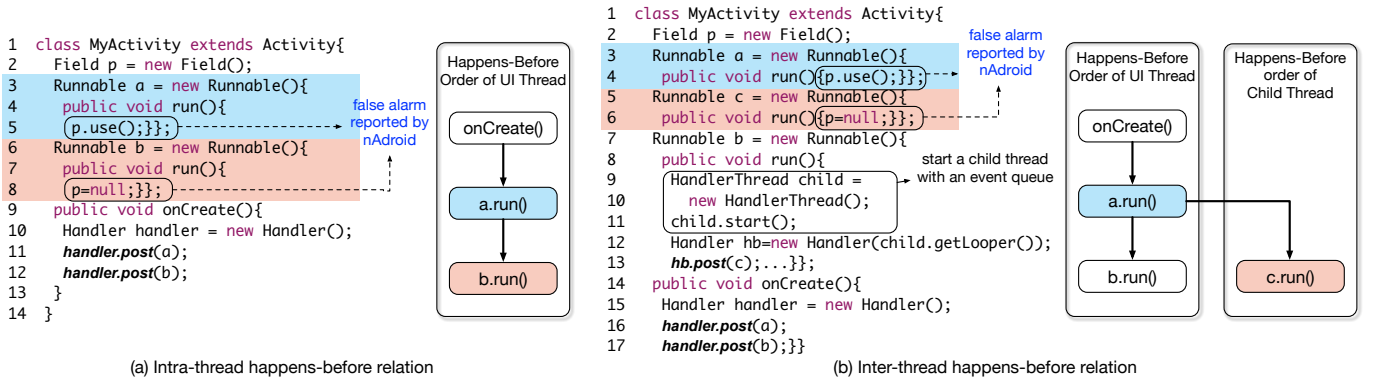 1 class MyActivity extends Activity{
2 Field p = new Field();
3 Runnable a = new Runnable(){
4 public void run(){
5 p.use();}};
6 Runnable b = new Runnable(){
7 public void run(){
8 p=null;}};
9 public void onCreate(){
10 Handler handler = new Handler();
11 handler.post(a);
12 handler.post(b);
13 }
14 }
false alarm
reported by
nAdroid
Happens-Before
Order of UI Thread
onCreate()
a.run()
b.run()
(a) Intra-thread happens-before relation
1 class MyActivity extends Activity{
2 Field p = new Field();
3 Runnable a = new Runnable(){
4 public void run(){p.use();}};
5 Runnable c = new Runnable(){
6 public void run(){p=null;}};
7 Runnable b = new Runnable(){
8 public void run(){
9 HandlerThread child =
10 new HandlerThread();
11 child.start();
12 Handler hb=new Handler(child.getLooper());
13 hb.post(c);...}};
14 public void onCreate(){
15 Handler handler = new Handler();
16 handler.post(a);
17 handler.post(b);}}
false alarm
reported by
nAdroid
start a child thread
with an event queue
Happens-Before
Order of UI Thread
onCreate()
a.run()
b.run()
Happens-Before
order of
Child Thread
c.run()
(b) Inter-thread happens-before relation